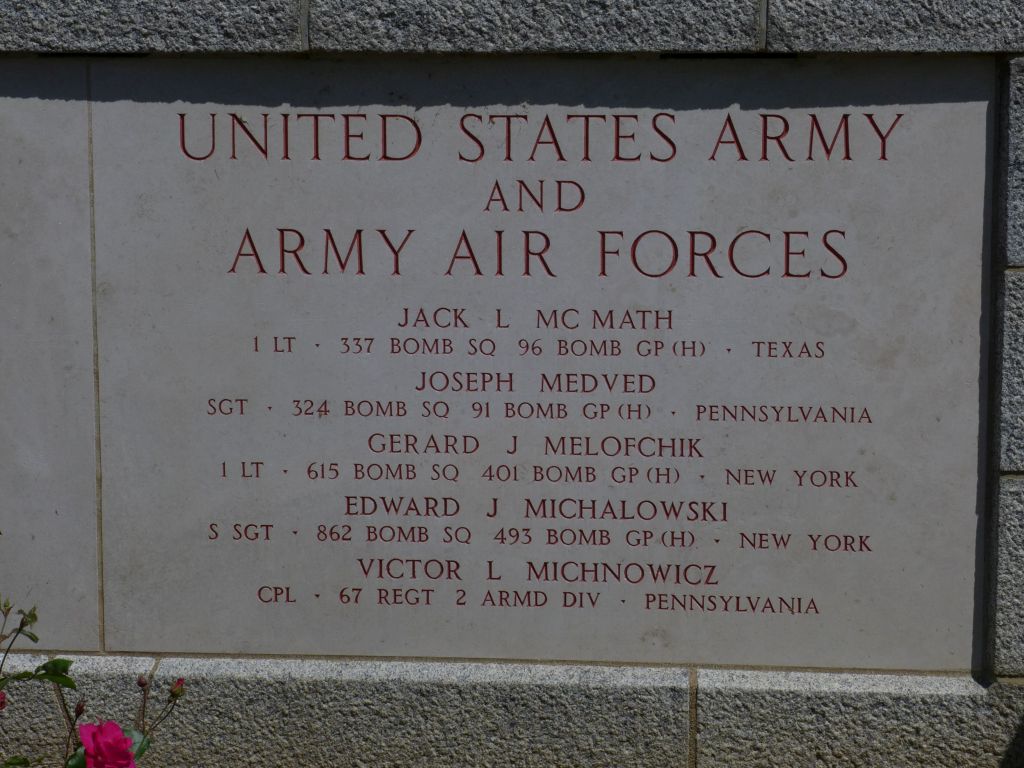 UNITED STATES ARMY
AND
ARMY AIR FORCES
JACK L MC MATH
1 LT · 337 BOMB SQ 96 BOMB GP (H) · TEXAS
JOSEPH MEDVED
SGT · 324 BOMB SQ 91 BOMB GP (H) · PENNSYLVANIA
GERARD J MELOFCHIK
1 LT · 615 BOMB SQ 401 BOMB GP (H) · NEW YORK
EDWARD J MICHALOWSKI
S SGT · 862 BOMB SQ 493 BOMB GP (H) · NEW YORK
VICTOR L MICHNOWICZ
CPL · 67 REGT 2 ARMD DIV · PENNSYLVANIA